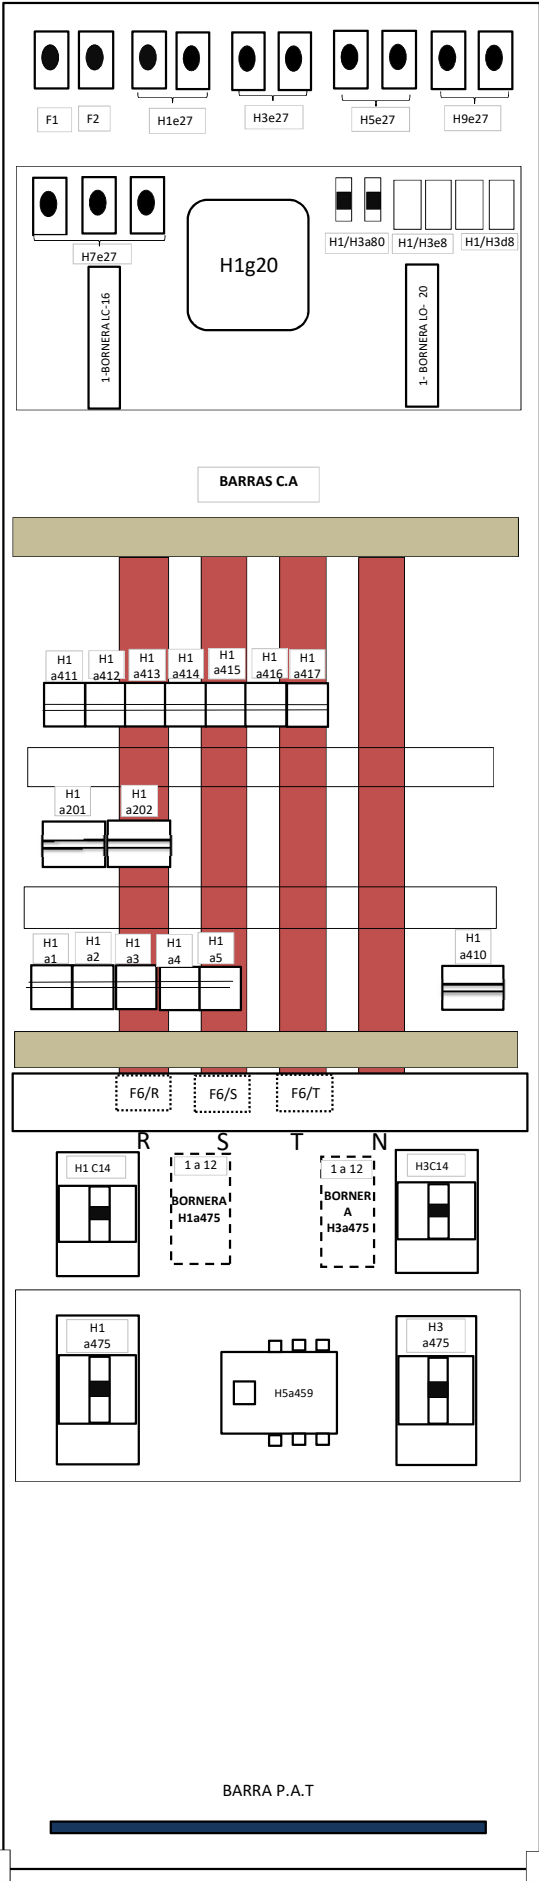 F1
F2
H1e27
H3e27
H5e27
H9e27
H7e27
H1g20
H1/H3a80
H1/H3e8
H1/H3d8
1-BORNERA LC-16
1- BORNERA LO- 20
BARRAS C.A
H1
a411
H1
a412
H1
a413
H1
a414
H1
a415
H1
a416
H1
a417
H1
a201
H1
a202
H1
a1
H1
a2
H1
a3
H1
a4
H1
a5
H1
a410
F6/R
F6/S
F6/T
R
S
T
N
H1 C14
1 a 12
BORNERA
H1a475
1 a 12
BORNER
A
H3a475
H3C14
H1
a475
H5a459
H3
a475
BARRA P.A.T